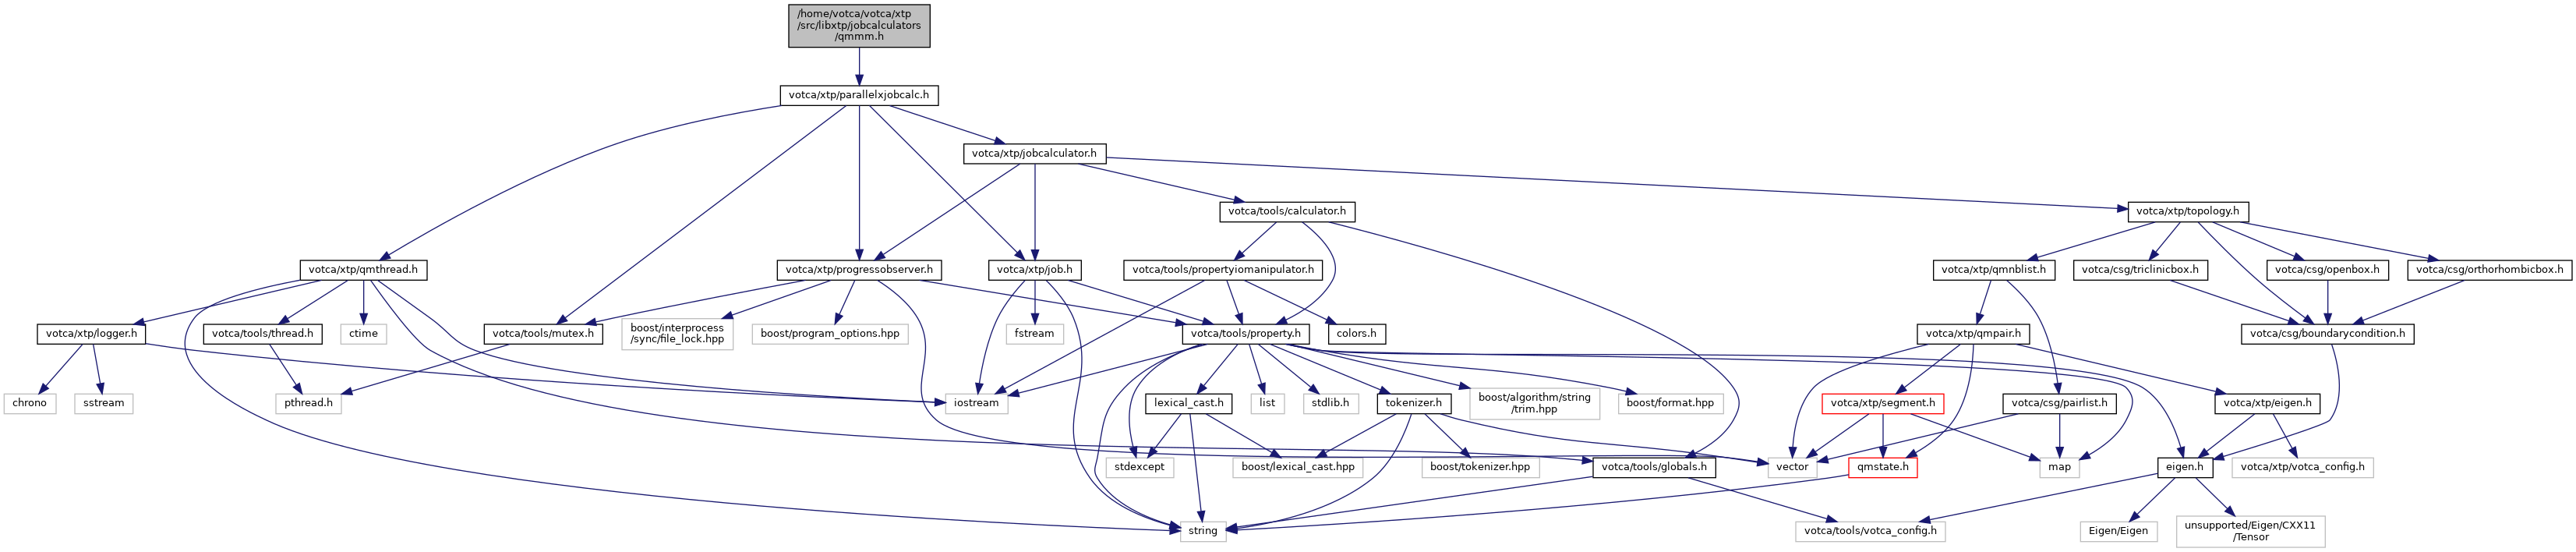 /home/votca/votca/xtp
/src/libxtp/jobcalculators
/qmmm.h
votca/xtp/parallelxjobcalc.h
votca/xtp/jobcalculator.h
votca/tools/calculator.h
votca/xtp/topology.h
votca/xtp/qmthread.h
votca/xtp/progressobserver.h
votca/xtp/job.h
votca/tools/propertyiomanipulator.h
votca/xtp/qmnblist.h
votca/csg/triclinicbox.h
votca/csg/openbox.h
votca/csg/orthorhombicbox.h
votca/xtp/logger.h
votca/tools/thread.h
ctime
votca/tools/mutex.h
boost/interprocess
/sync/file_lock.hpp
boost/program_options.hpp
fstream
votca/tools/property.h
colors.h
votca/xtp/qmpair.h
votca/csg/boundarycondition.h
chrono
sstream
pthread.h
iostream
lexical_cast.h
list
stdlib.h
tokenizer.h
boost/algorithm/string
/trim.hpp
boost/format.hpp
votca/xtp/segment.h
votca/csg/pairlist.h
votca/xtp/eigen.h
stdexcept
boost/lexical_cast.hpp
boost/tokenizer.hpp
votca/tools/globals.h
vector
qmstate.h
map
eigen.h
votca/xtp/votca_config.h
string
votca/tools/votca_config.h
Eigen/Eigen
unsupported/Eigen/CXX11
/Tensor